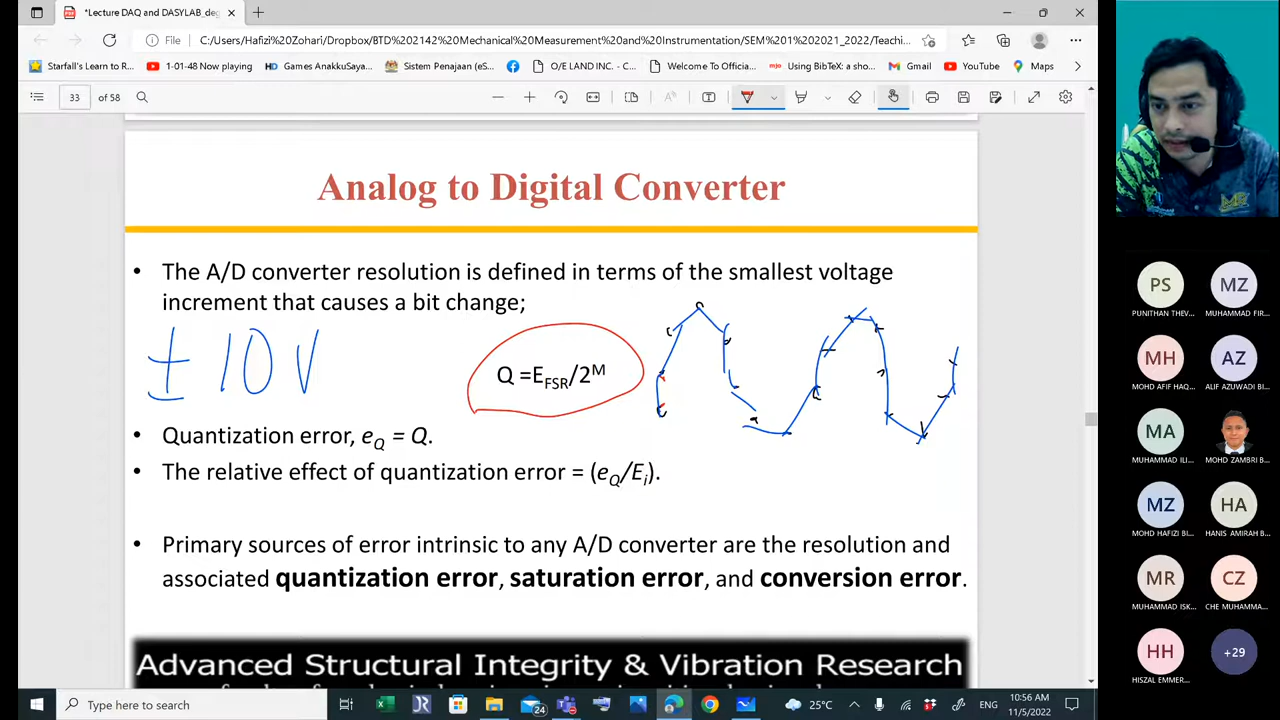 *Lecture DAQ and DASYLAB_deg
File
C:/Users/Hafizi%20Zohari/Dropbox/BTD%202142%20Mechanical%20Measurement%20and%20Instrumentation/SEM%201%202021_2022/Teachi...
Starfall's Learn to R...
1-01-48 Now playing
HD Games AnakkuSaya...
Sistem Penajaan (eS...
O/E LAND INC. - C...
Welcome To Officia...
mjo Using BibTeX: a sho...
Gmail
YouTube
Maps
33 of 58
Analog to Digital Converter
• The A/D converter resolution is defined in terms of the smallest voltage
increment that causes a bit change;
± 10 V
Q =E_FSR/2^M
• Quantization error, e_Q = Q.
• The relative effect of quantization error = (e_Q/E_i).
• Primary sources of error intrinsic to any A/D converter are the resolution and
associated quantization error, saturation error, and conversion error.
Advanced Structural Integrity & Vibration Research
PS
PUNITHAN THEV...
MZ
MUHAMMAD FIR...
MH
MOHD AFIF HAQ...
AZ
ALIF AZUWADI BI...
MA
MUHAMMAD ILI...
MOHD ZAMBRI B...
MZ
MOHD HAFIZI BI...
HA
HANIS AMIRAH B...
MR
MUHAMMAD ISK...
CZ
CHE MUHAMMA...
HH
HISZAL EMMER...
+29
Type here to search
24
25°C
ENG
10:56 AM
11/5/2022